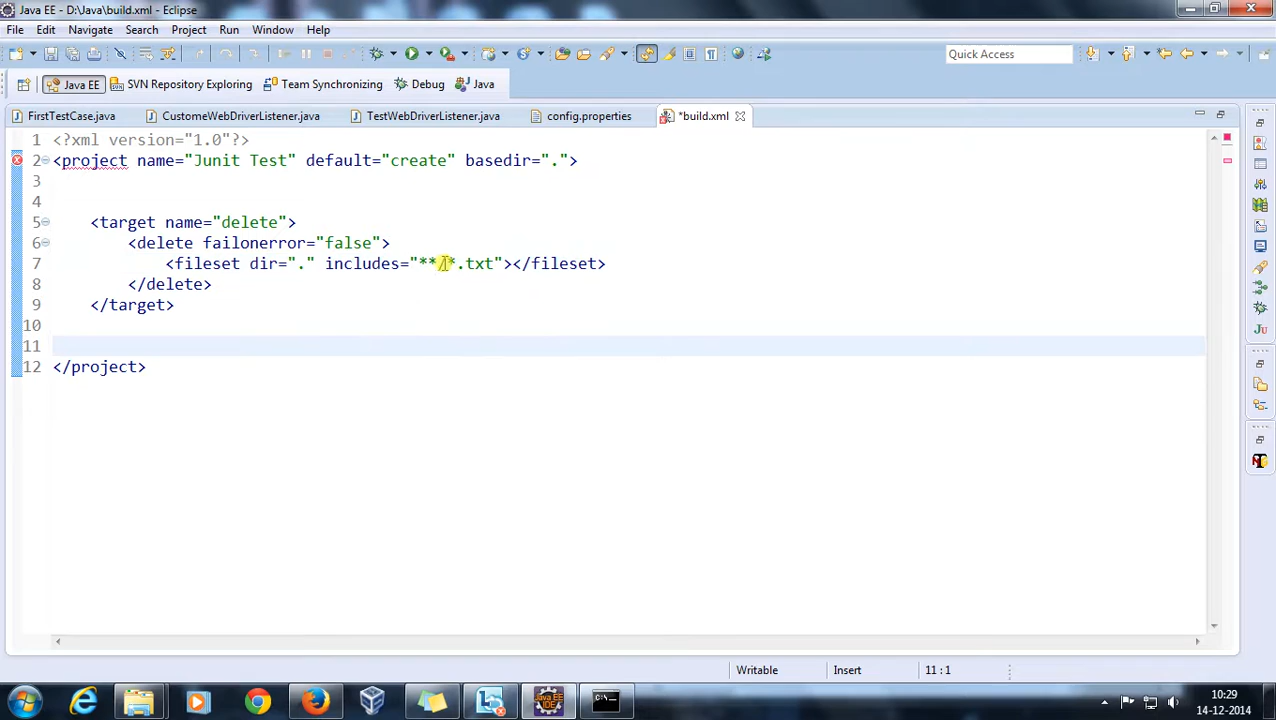 Java EE - D:\Java\build.xml - Eclipse
File Edit Navigate Search Project Run Window Help
Quick Access
Java EE SVN Repository Exploring Team Synchronizing Debug Java
FirstTestCase.java CustomeWebDriverListener.java TestWebDriverListener.java config.properties *build.xml
1 <?xml version="1.0"?>
2 <project name="Junit Test" default="create" basedir=".">
3
4
5 <target name="delete">
6 <delete failonerror="false">
7 <fileset dir="." includes="**/*.txt"></fileset>
8 </delete>
9 </target>
10
11
12 </project>
Writable Insert 11 : 1
10:29
14-12-2014